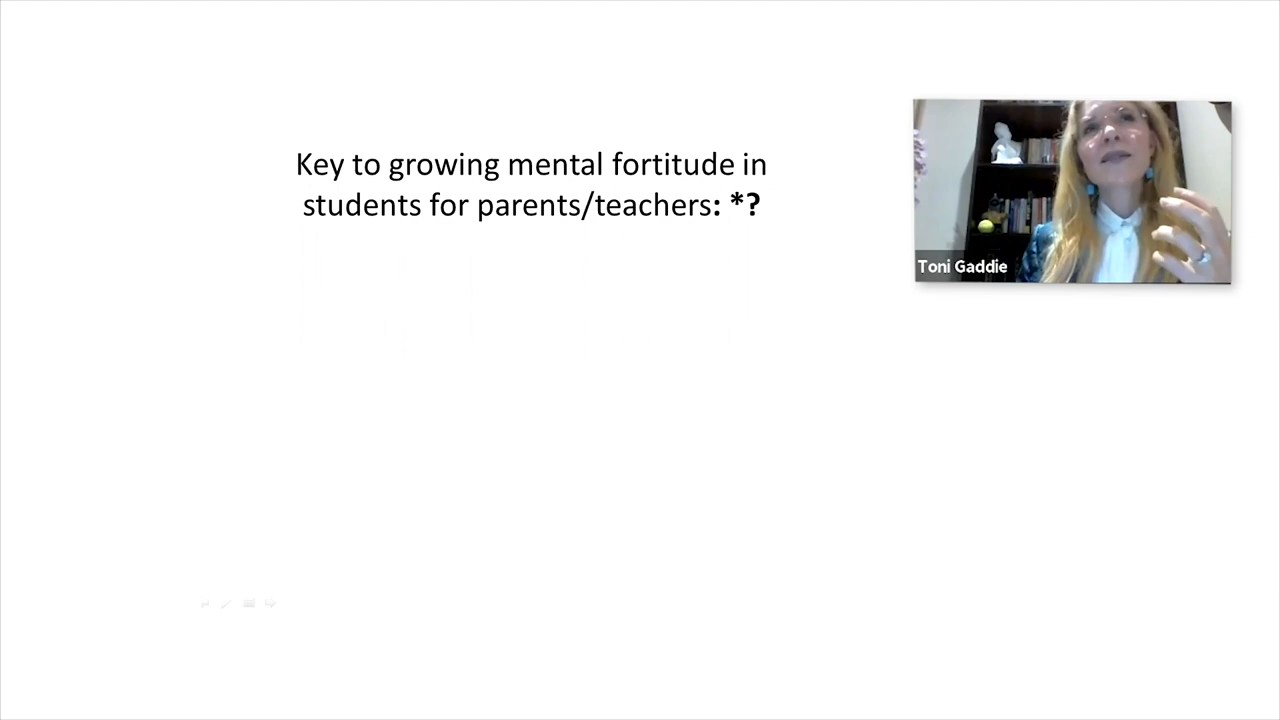 Key to growing mental fortitude in
students for parents/teachers: *?
Toni Gaddie